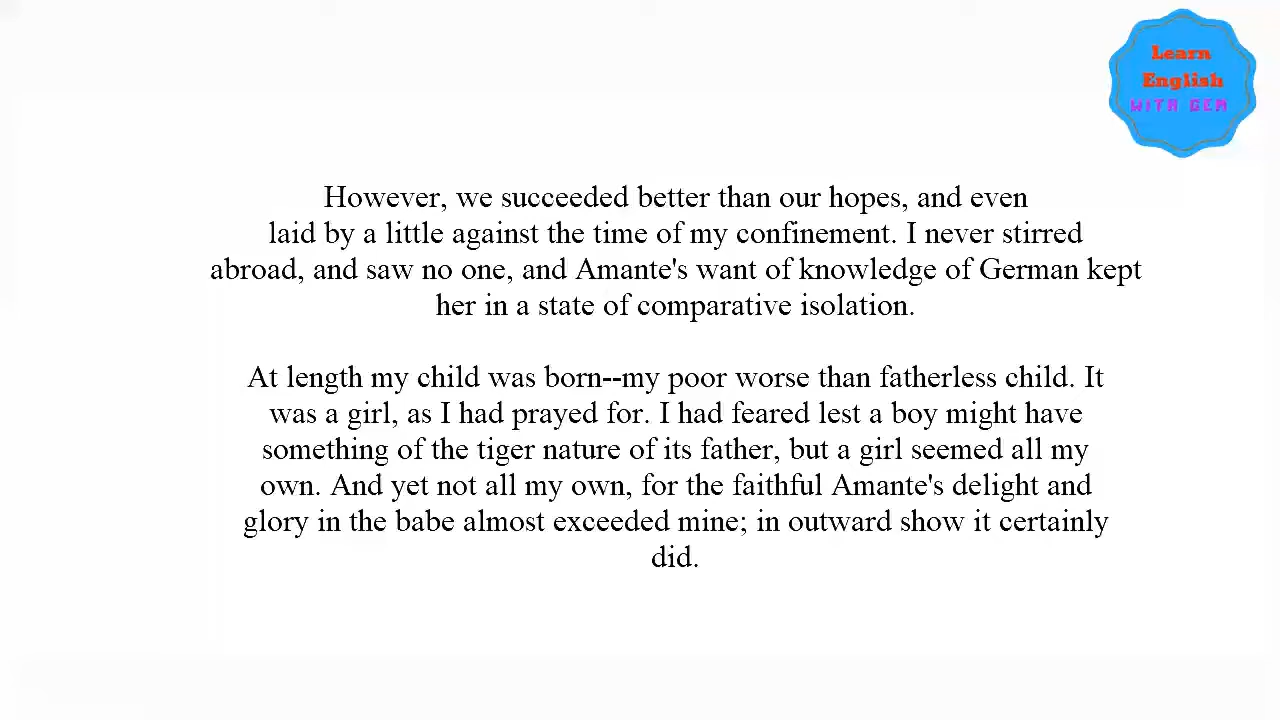 Learn
English
WITH GEM
However, we succeeded better than our hopes, and even
laid by a little against the time of my confinement. I never stirred
abroad, and saw no one, and Amante's want of knowledge of German kept
her in a state of comparative isolation.
At length my child was born--my poor worse than fatherless child. It
was a girl, as I had prayed for. I had feared lest a boy might have
something of the tiger nature of its father, but a girl seemed all my
own. And yet not all my own, for the faithful Amante's delight and
glory in the babe almost exceeded mine; in outward show it certainly
did.